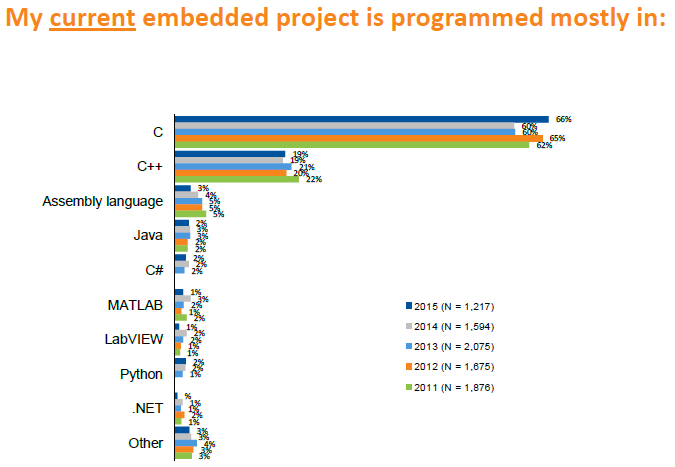 My current embedded project is programmed mostly in:
C
66%
60%
60%
65%
62%
C++
19%
19%
21%
20%
22%
Assembly language
3%
4%
5%
5%
5%
Java
2%
3%
3%
2%
2%
C#
2%
2%
2%
MATLAB
1%
3%
2%
1%
2%
LabVIEW
1%
2%
2%
1%
1%
Python
2%
2%
1%
.NET
%
1%
1%
2%
1%
Other
3%
3%
4%
3%
3%
2015 (N = 1,217)
2014 (N = 1,594)
2013 (N = 2,075)
2012 (N = 1,675)
2011 (N = 1,876)